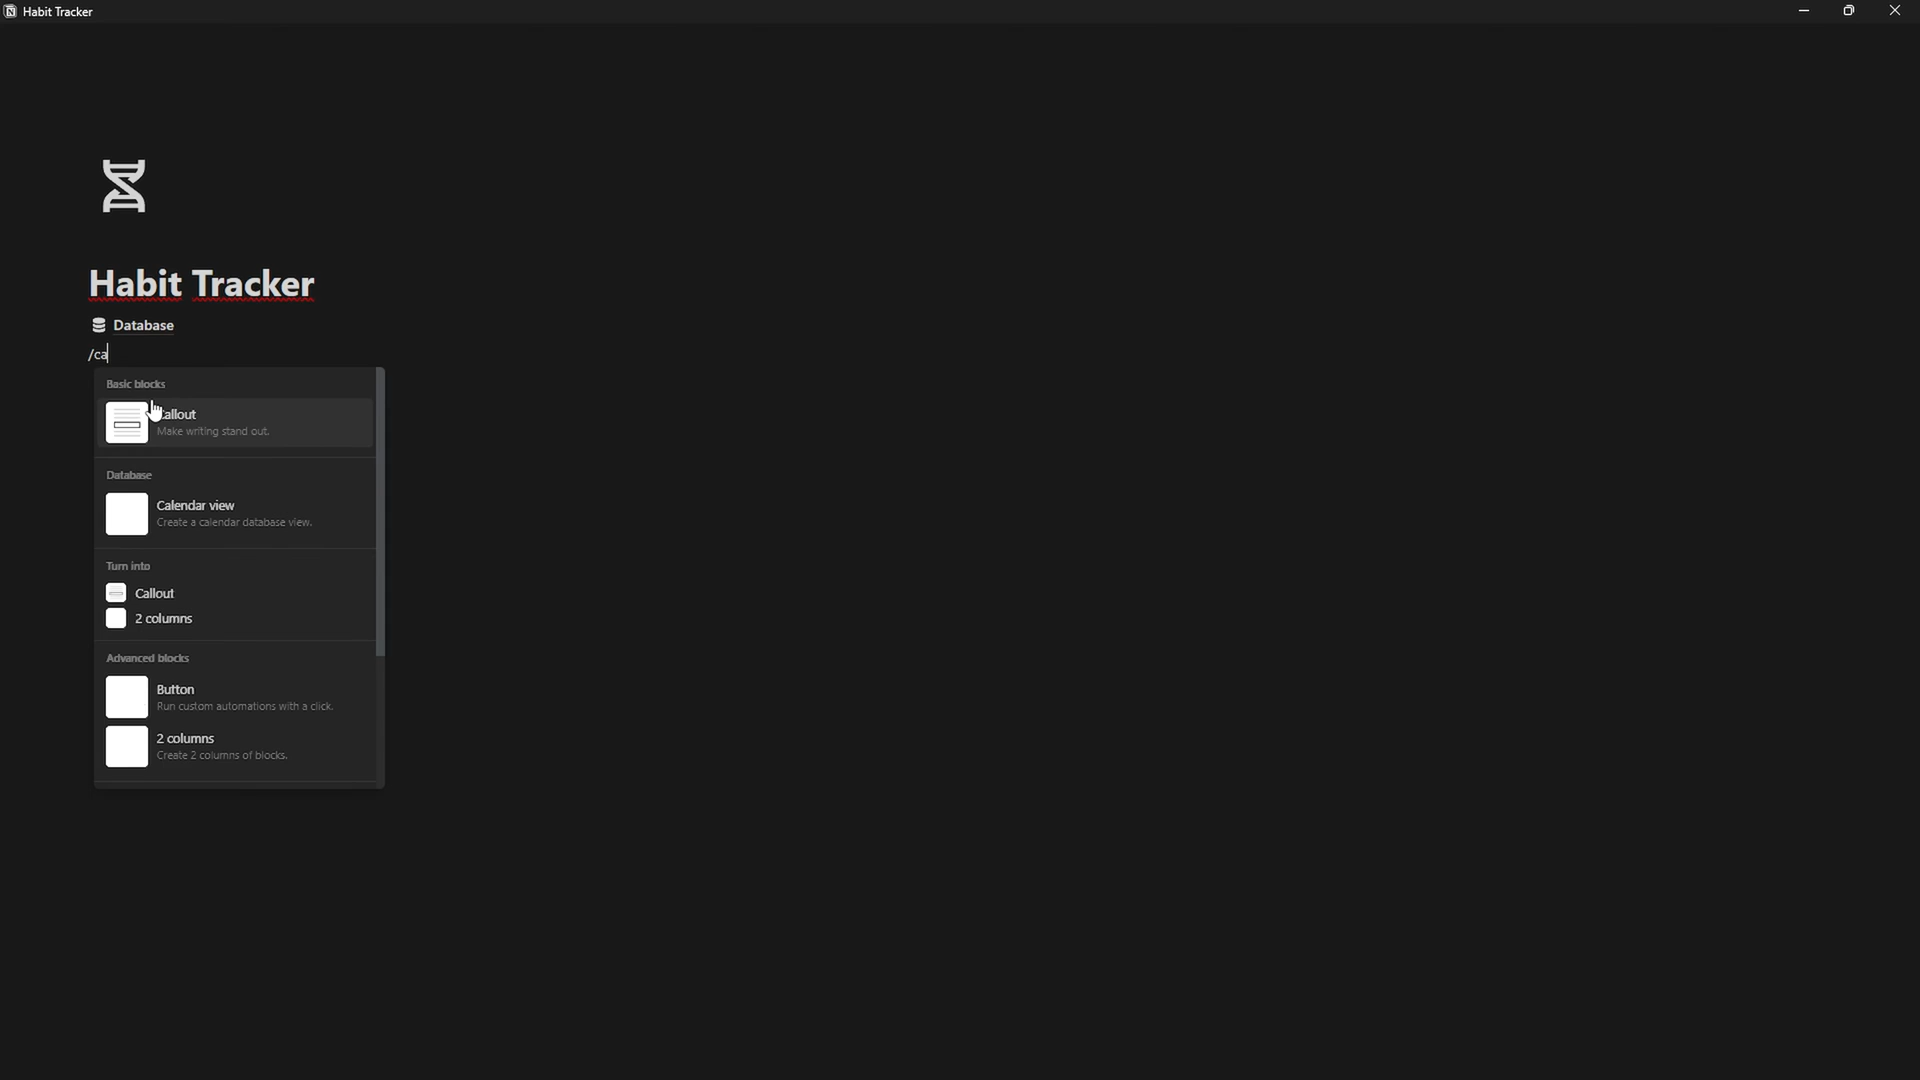 Habit Tracker
Habit Tracker
Database
/ca
Basic blocks
Callout
Make writing stand out.
Database
Calendar view
Create a calendar database view.
Turn into
Callout
2 columns
Advanced blocks
Button
Run custom automations with a click.
2 columns
Create 2 columns of blocks.